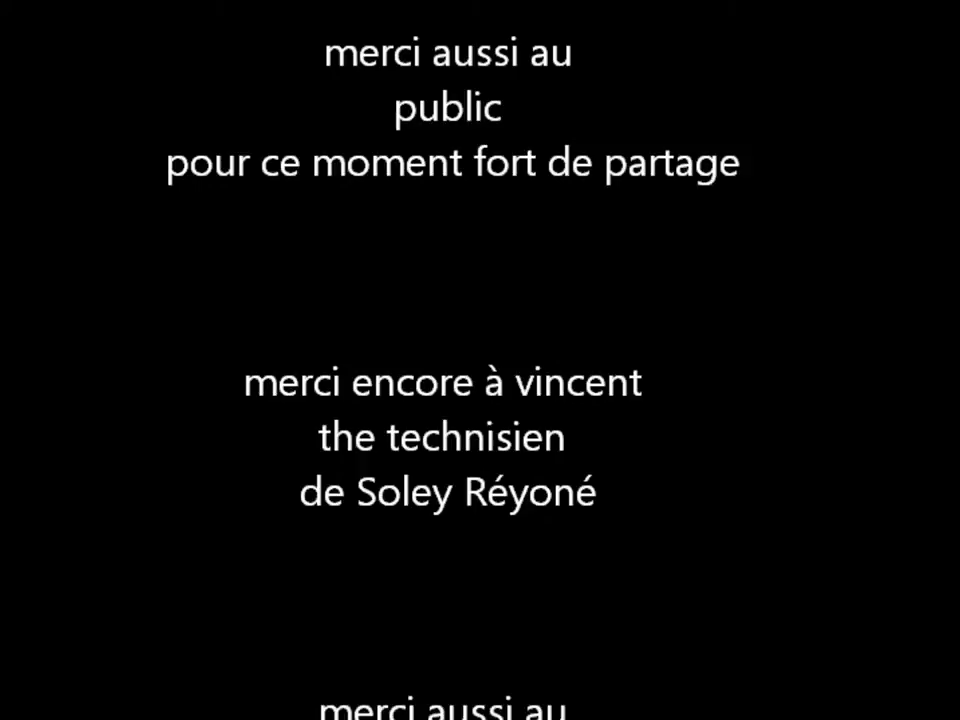 merci aussi au
public
pour ce moment fort de partage
merci encore à vincent
the technisien
de Soley Réyoné
merci aussi au